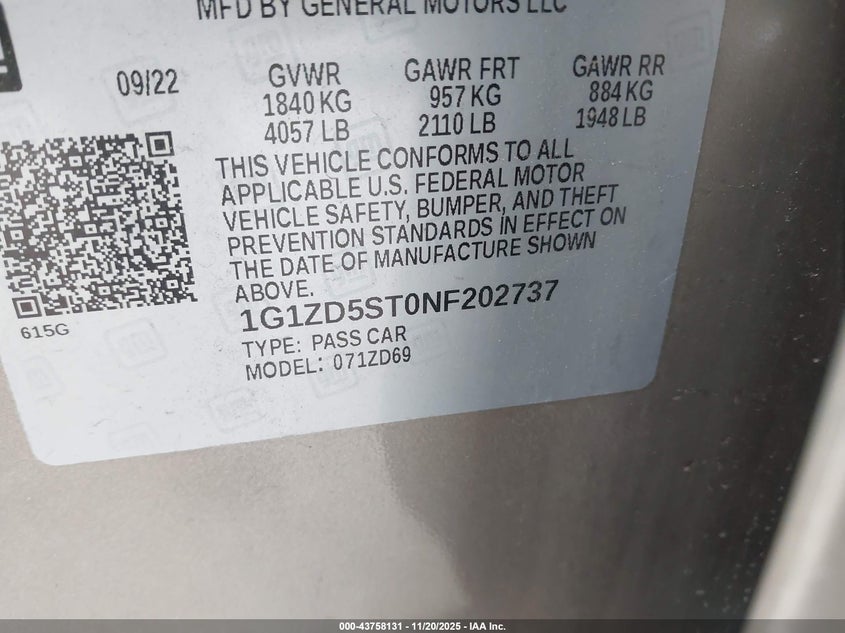 MFD BY GENERAL MOTORS LLC
09/22
GVWR GAWR FRT GAWR RR
1840 KG 957 KG 884 KG
4057 LB 2110 LB 1948 LB
THIS VEHICLE CONFORMS TO ALL
APPLICABLE U.S. FEDERAL MOTOR
VEHICLE SAFETY, BUMPER, AND THEFT
PREVENTION STANDARDS IN EFFECT ON
THE DATE OF MANUFACTURE SHOWN
ABOVE.
615G
1G1ZD5ST0NF202737
TYPE: PASS CAR
MODEL: 071ZD69
000-43758131 - 11/20/2025 - IAA Inc.